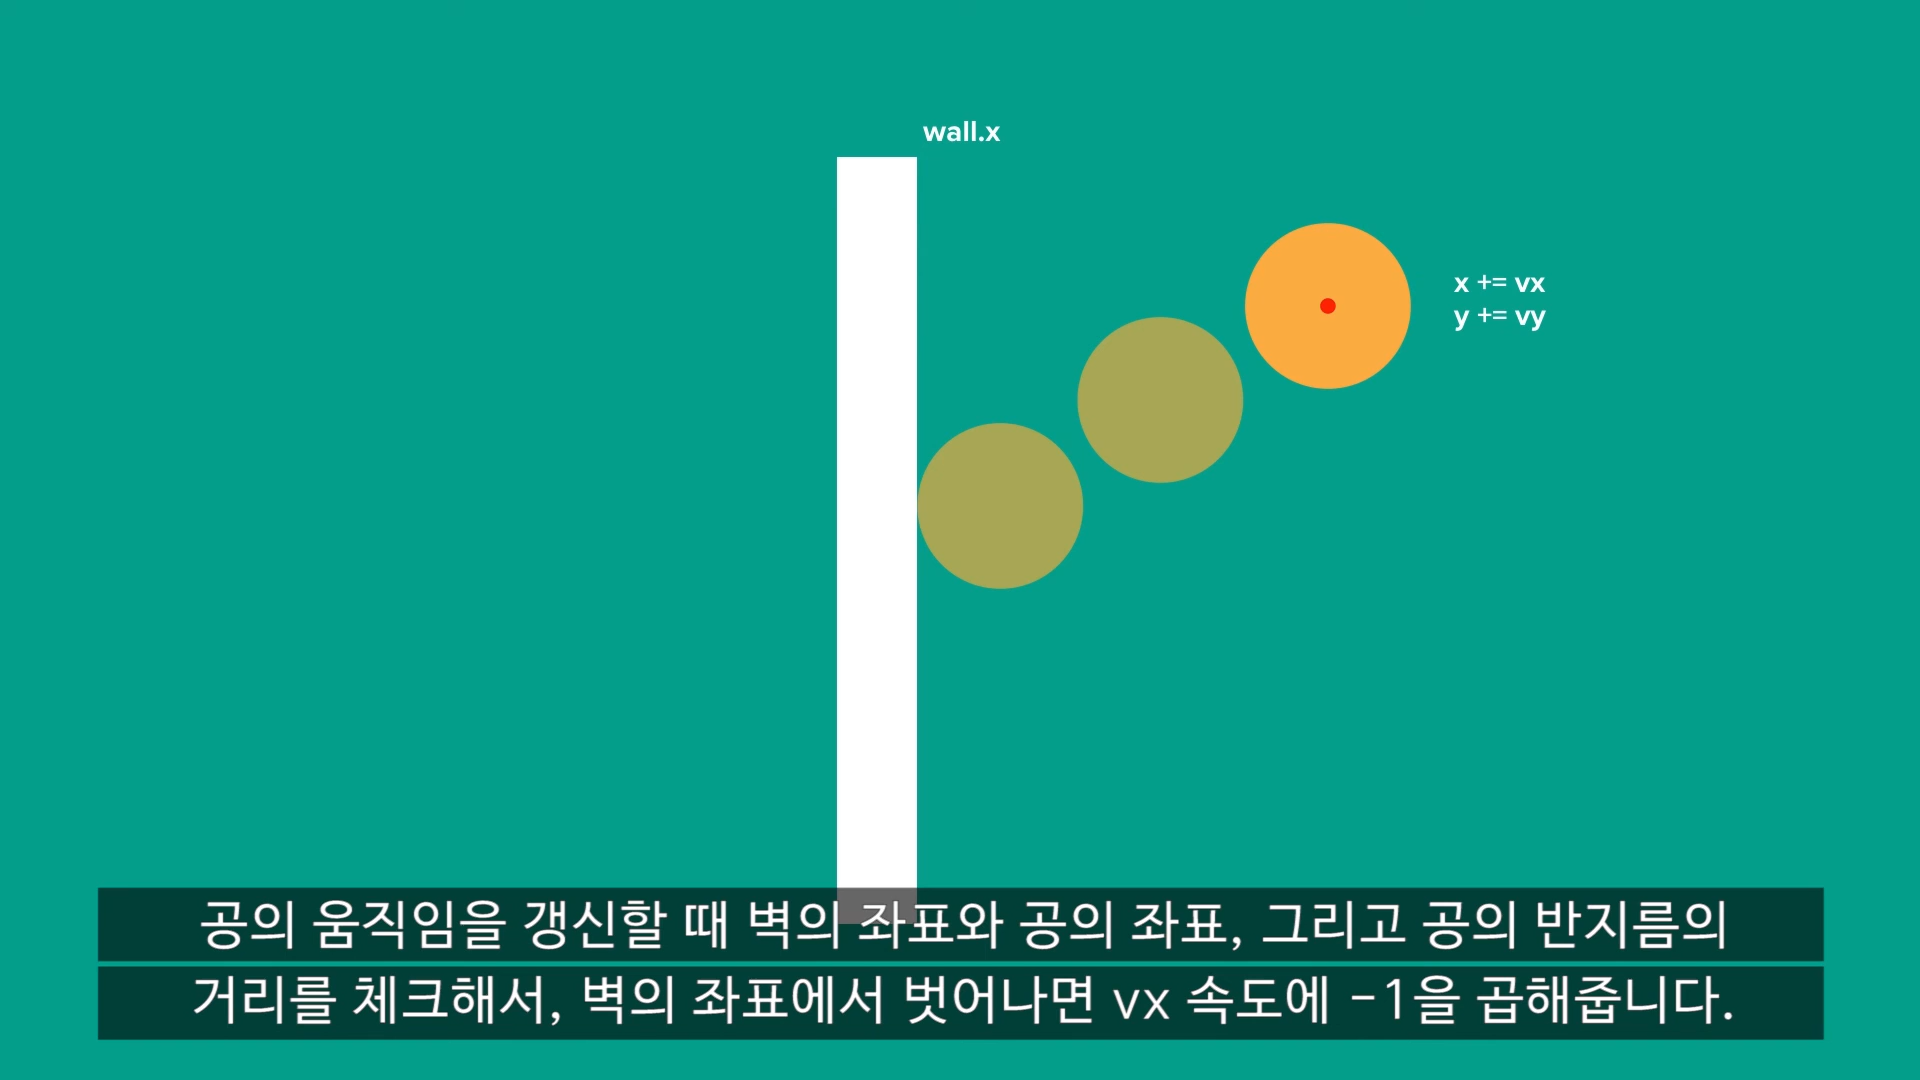 wall.x
x += vx
y += vy
공의 움직임을 갱신할 때 벽의 좌표와 공의 좌표, 그리고 공의 반지름의
거리를 체크해서, 벽의 좌표에서 벗어나면 vx 속도에 -1을 곱해줍니다.